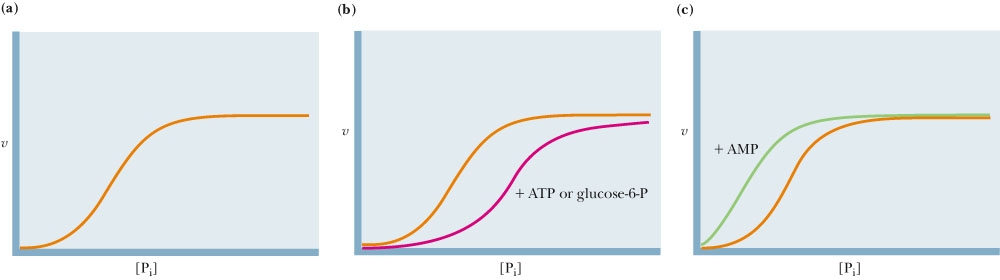 (a)
v
[Pi]
(b)
v
+ ATP or glucose-6-P
[Pi]
(c)
v
+ AMP
[Pi]